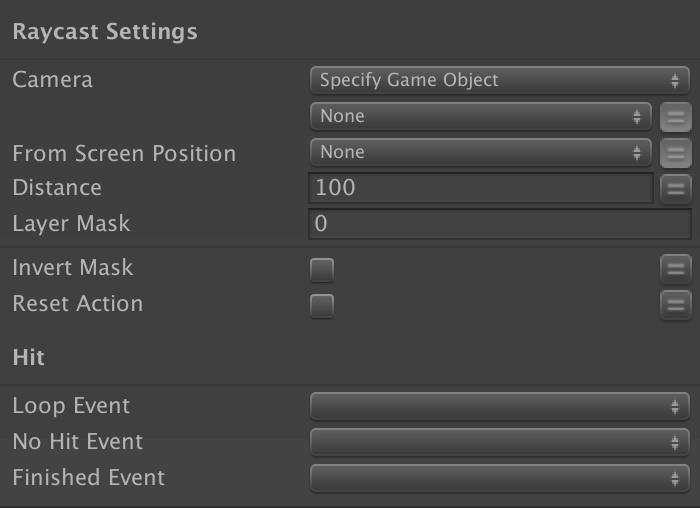 Raycast Settings
Camera Specify Game Object
None
From Screen Position None
Distance 100
Layer Mask 0
Invert Mask
Reset Action
Hit
Loop Event
No Hit Event
Finished Event